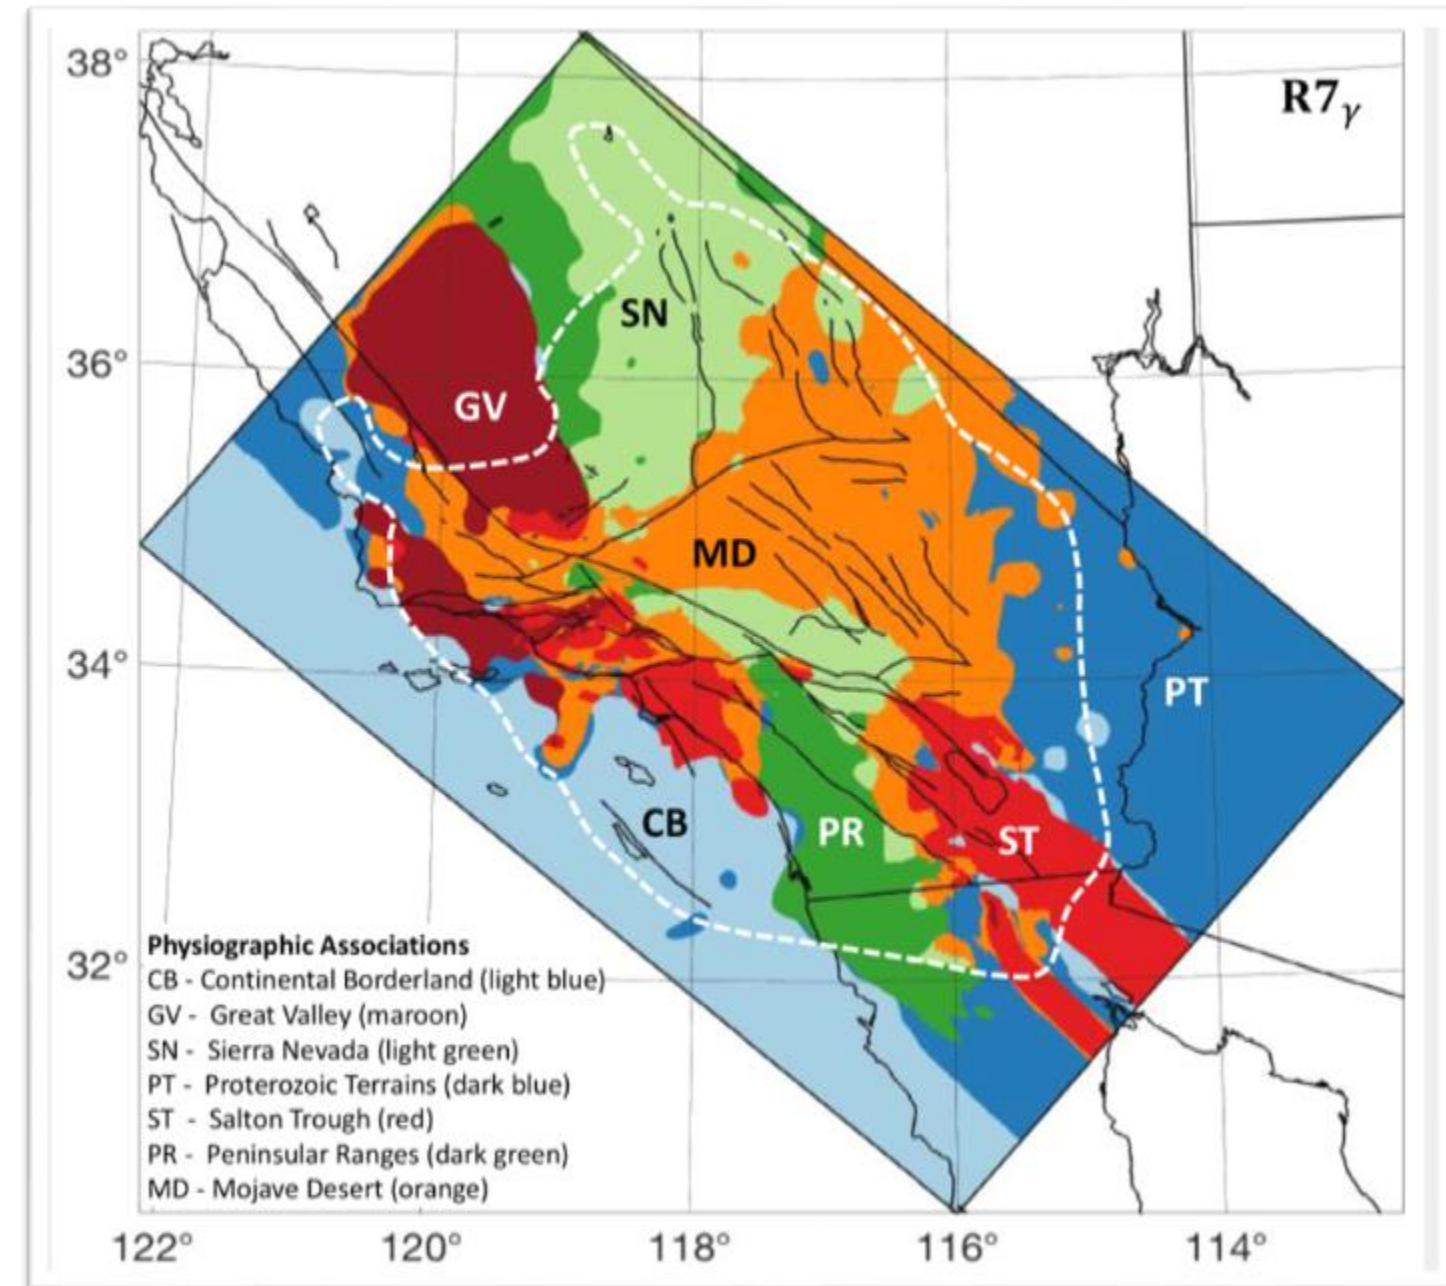 38°
R7γ
SN
36°
GV
MD
34°
PT
CB
PR
ST
Physiographic Associations
32°
CB - Continental Borderland (light blue)
GV - Great Valley (maroon)
SN - Sierra Nevada (light green)
PT - Proterozoic Terrains (dark blue)
ST - Salton Trough (red)
PR - Peninsular Ranges (dark green)
MD - Mojave Desert (orange)
122° 120° 118° 116° 114°